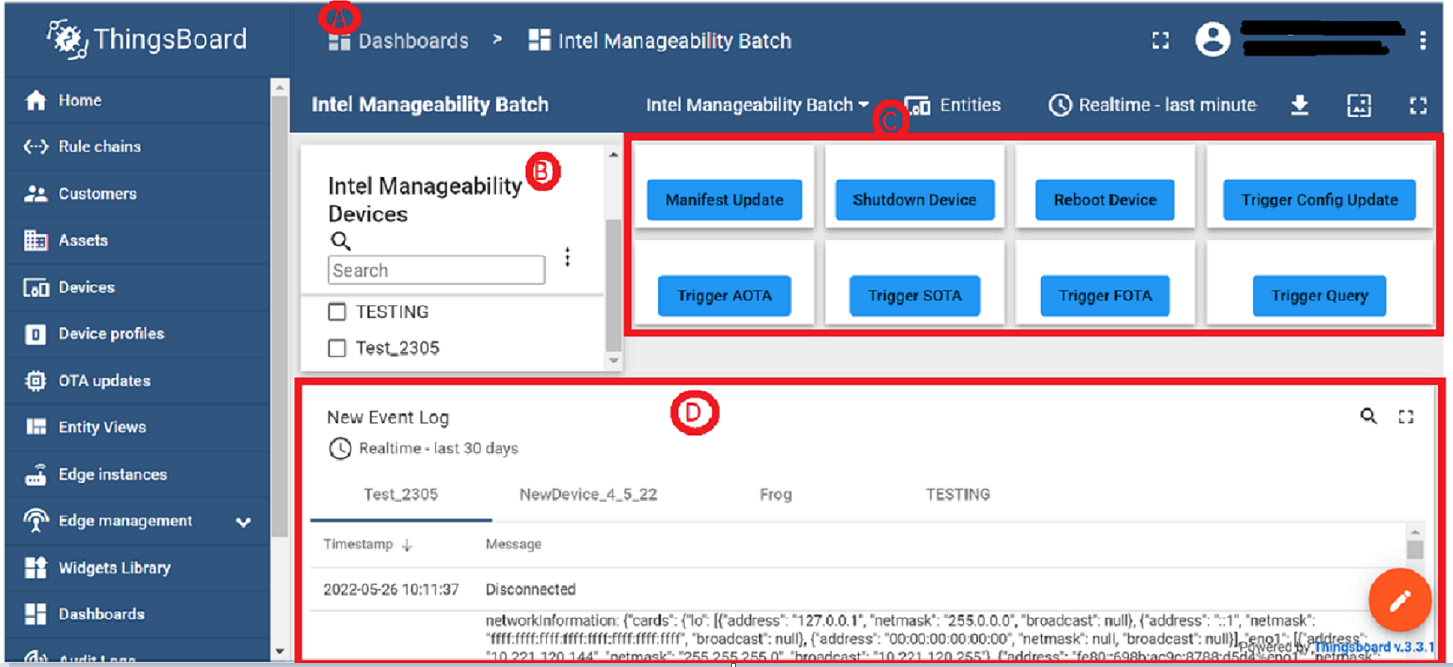 ThingsBoard
A
Dashboards > Intel Manageability Batch
Home
Rule chains
Customers
Assets
Devices
Device profiles
OTA updates
Entity Views
Edge instances
Edge management
Widgets Library
Dashboards
Audit Logs
Intel Manageability Batch
Intel Manageability Batch
Entities
Realtime - last minute
B
Intel Manageability
Devices
Search
TESTING
Test_2305
C
Manifest Update
Shutdown Device
Reboot Device
Trigger Config Update
Trigger AOTA
Trigger SOTA
Trigger FOTA
Trigger Query
D
New Event Log
Realtime - last 30 days
Test_2305 NewDevice_4_5_22 Frog TESTING
Timestamp Message
2022-05-26 10:11:37 Disconnected
networkInformation: {"cards": {"lo": [{"address": "127.0.0.1", "netmask": "255.0.0.0", "broadcast": null}, {"address": "::1", "netmask":
"ffff:ffff:ffff:ffff:ffff:ffff:ffff:ffff", "broadcast": null}, {"address": "00:00:00:00:00:00", "netmask": null, "broadcast": null}], "eno1": [{"address":
"10.221.120.144", "netmask": "255.255.255.0", "broadcast": "10.221.120.255"}, {"address": "fe80::698b:ac9c:8788:d5d4%eno1", "netmask":
Powered by Thingsboard v.3.3.1